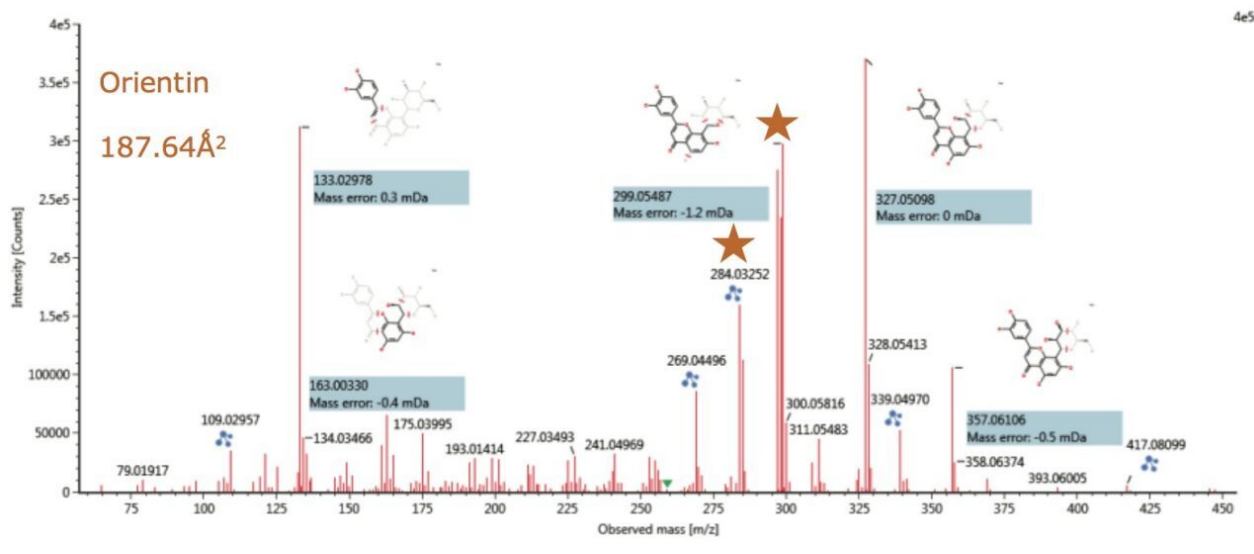 4e5
4e5
3.5e5
3e5
2.5e5
2e5
1.5e5
100000
50000
0
Intensity [Counts]
Orientin
187.64Å²
133.02978
Mass error: 0.3 mDa
299.05487
Mass error: -1.2 mDa
327.05098
Mass error: 0 mDa
284.03252
163.00330
Mass error: -0.4 mDa
269.04496
328.05413
300.05816
311.05483
339.04970
357.06106
Mass error: -0.5 mDa
358.06374
109.02957
134.03466
175.03995
193.01414
227.03493
241.04969
393.06005
417.08099
79.01917
75
100
125
150
175
200
225
250
275
300
325
350
375
400
425
450
Observed mass [m/z]